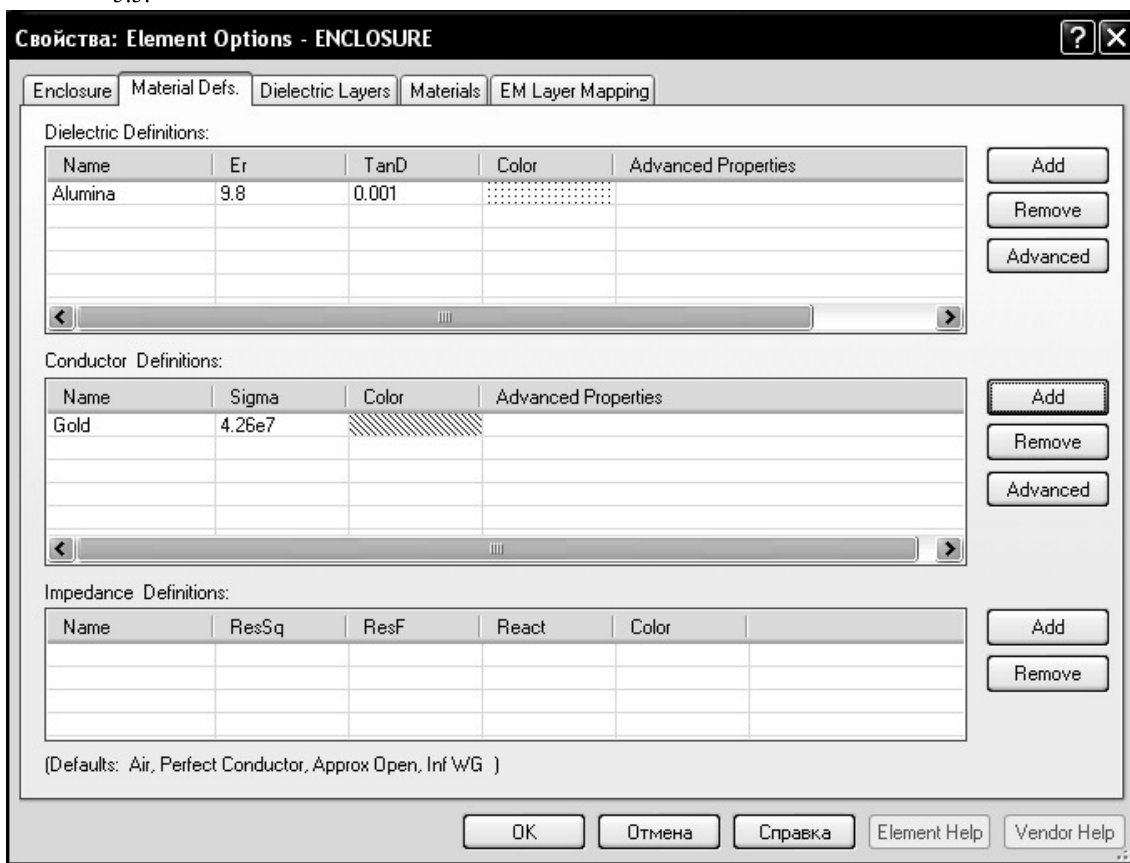 Свойства: Element Options - ENCLOSURE
Enclosure Material Defs. Dielectric Layers Materials EM Layer Mapping
Dielectric Definitions:
Name Er TanD Color Advanced Properties Add
Alumina 9.8 0.001
Remove
Advanced
Conductor Definitions:
Name Sigma Color Advanced Properties Add
Gold 4.26e7
Remove
Advanced
Impedance Definitions:
Name ResSq ResF React Color Add
Remove
(Defaults: Air, Perfect Conductor, Approx Open, Inf WG )
OK Отмена Справка Element Help Vendor Help